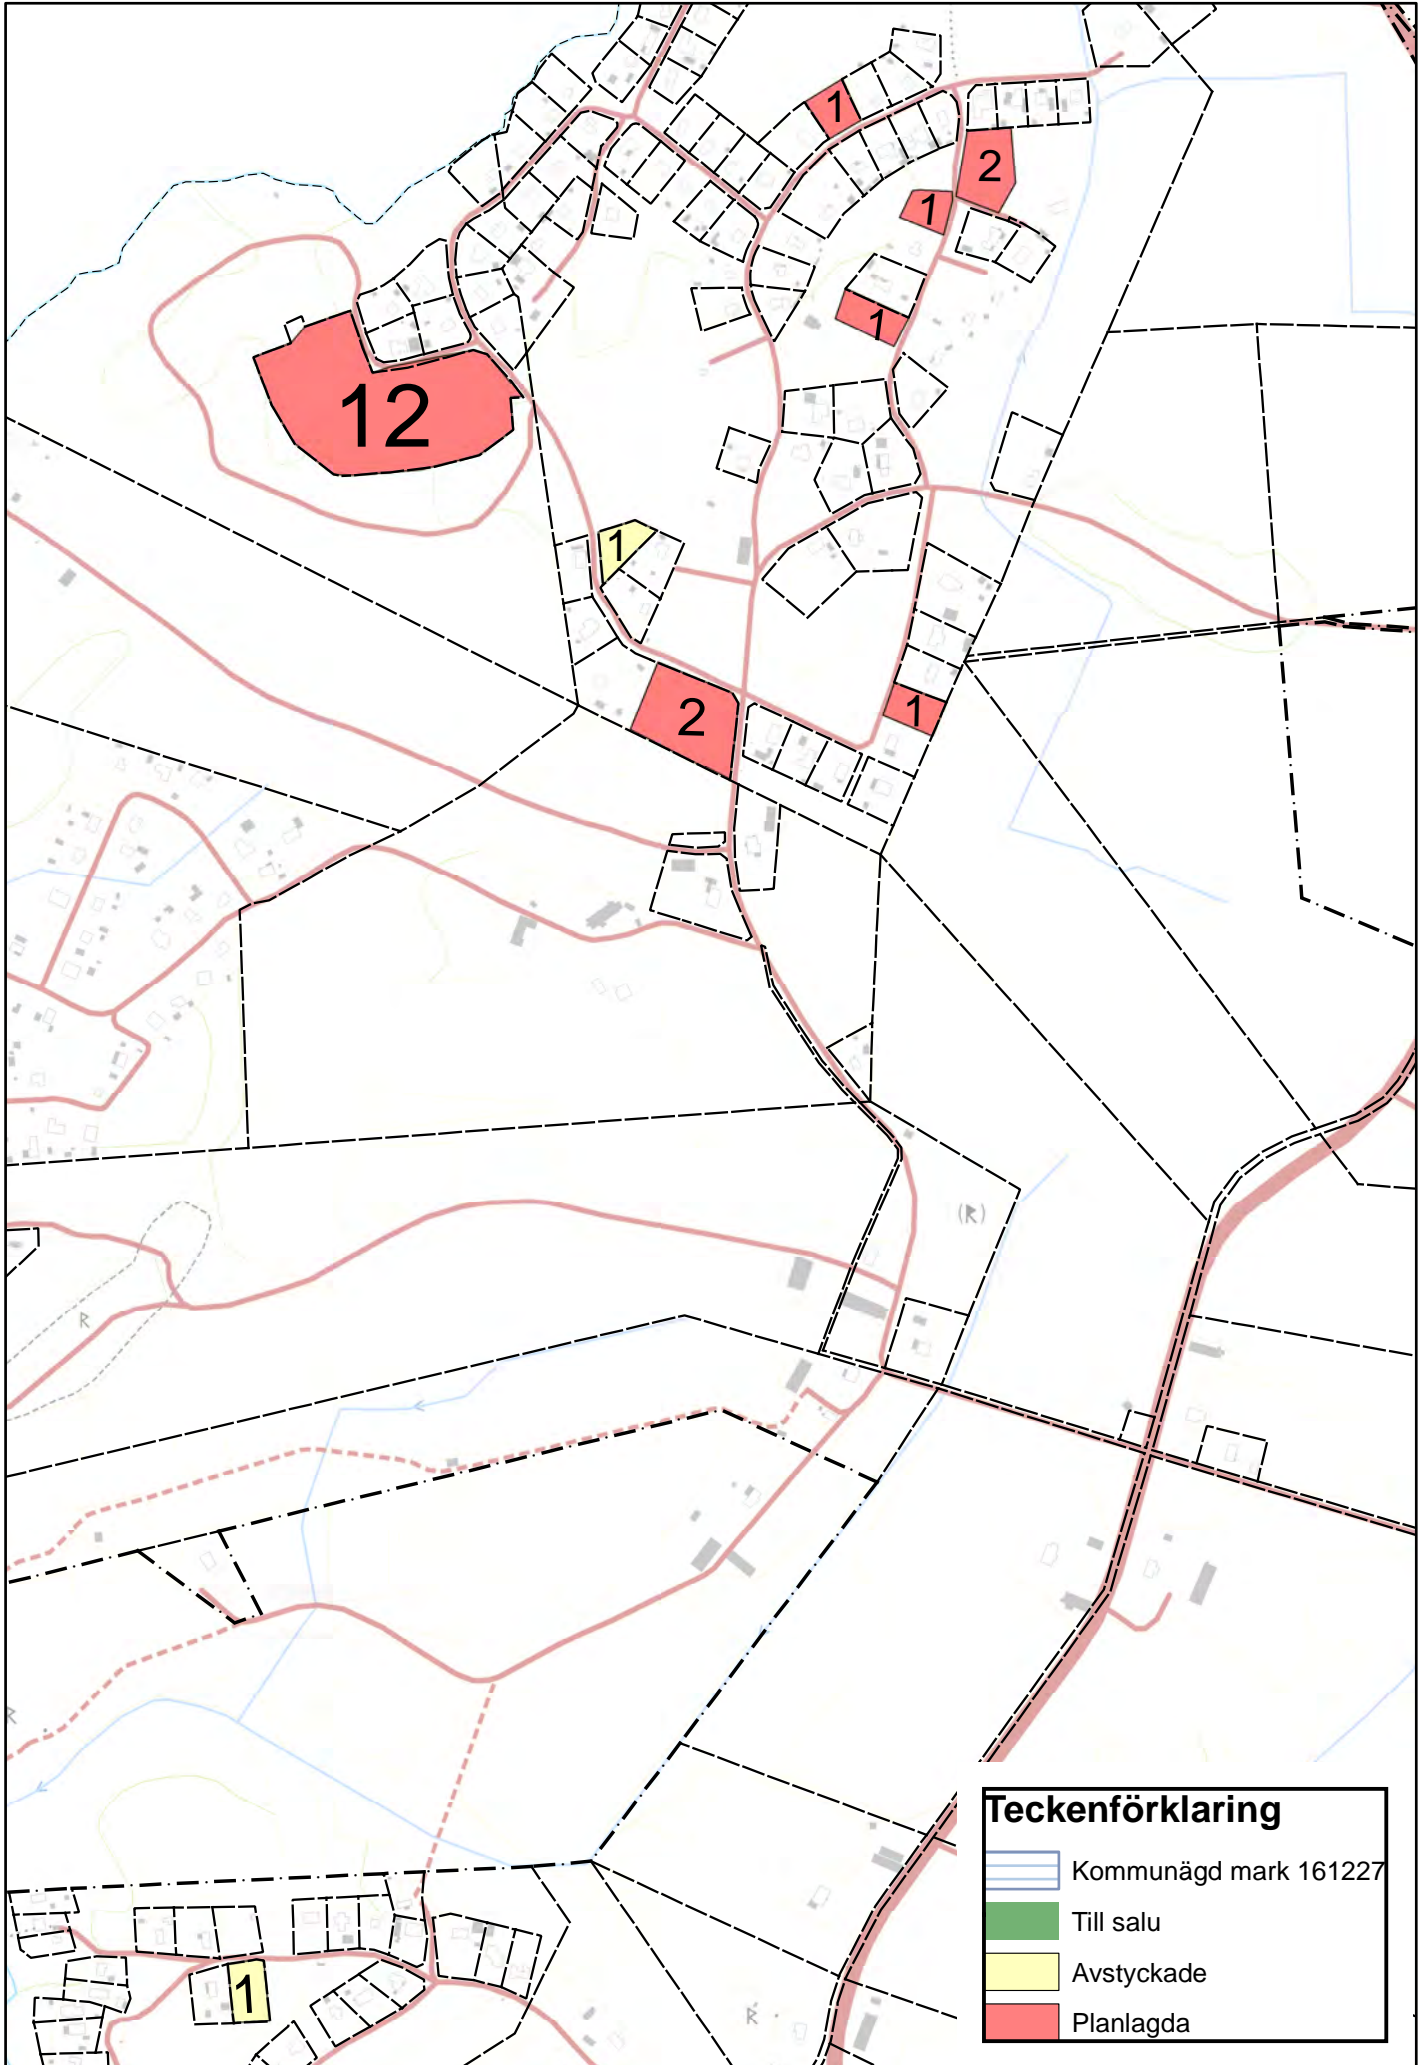 1
2
1
1
12
1
2
1
(R)
R
R
Teckenförklaring
Kommunägd mark 161227
Till salu
Avstyckade
Planlagda
1
R